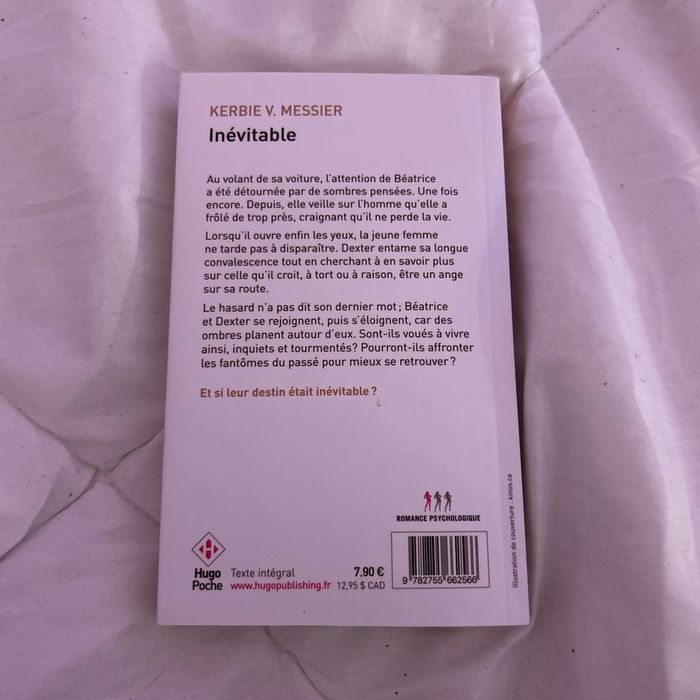 KERBIE V. MESSIER
Inévitable
Au volant de sa voiture, l'attention de Béatrice
a été détournée par de sombres pensées. Une fois
encore. Depuis, elle veille sur l'homme qu'elle a
frôlé de trop près, craignant qu'il ne perde la vie.
Lorsqu'il ouvre enfin les yeux, la jeune femme
ne tarde pas à disparaître. Dexter entame sa longue
convalescence tout en cherchant à en savoir plus
sur celle qu'il croit, à tort ou à raison, être un ange
sur sa route.
Le hasard n'a pas dit son dernier mot ; Béatrice
et Dexter se rejoignent, puis s'éloignent, car des
ombres planent autour d'eux. Sont-ils voués à vivre
ainsi, inquiets et tourmentés? Pourront-ils affronter
les fantômes du passé pour mieux se retrouver ?
Et si leur destin était inévitable ?
ROMANCE PSYCHOLOGIQUE
Hugo
Poche
Texte intégral
www.hugopublishing.fr
7,90 €
12,95 $ CAD
9 782755 662566
Illustration de couverture : kinos.ca